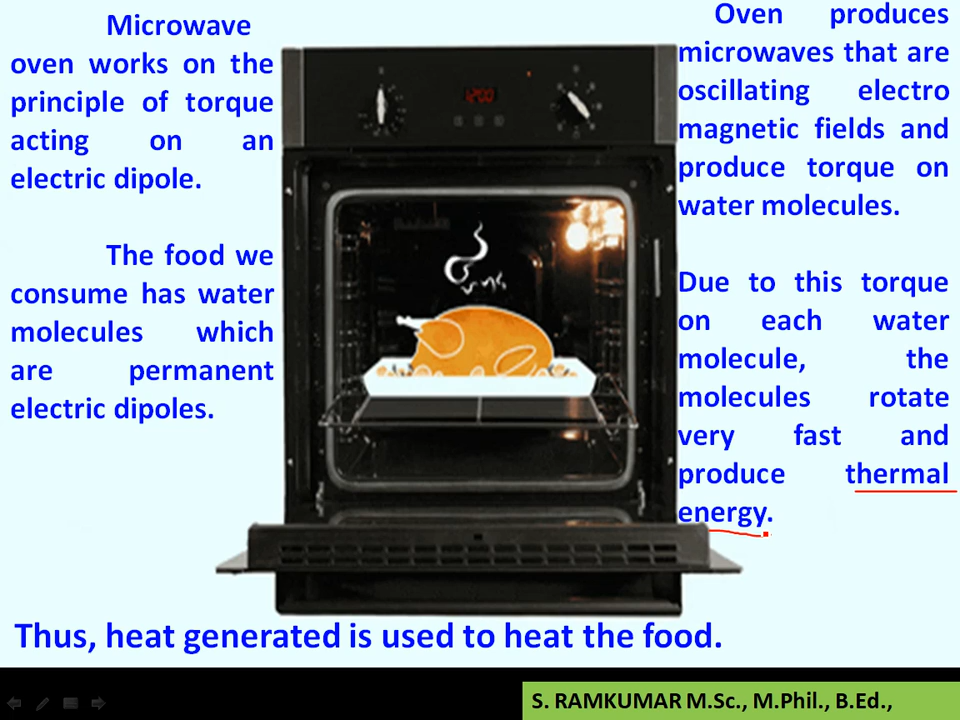 Microwave
oven works on the
principle of torque
acting on an
electric dipole.
The food we
consume has water
molecules which
are permanent
electric dipoles.
Oven produces
microwaves that are
oscillating electro
magnetic fields and
produce torque on
water molecules.
Due to this torque
on each water
molecule, the
molecules rotate
very fast and
produce thermal
energy.
Thus, heat generated is used to heat the food.
S. RAMKUMAR M.Sc., M.Phil., B.Ed.,